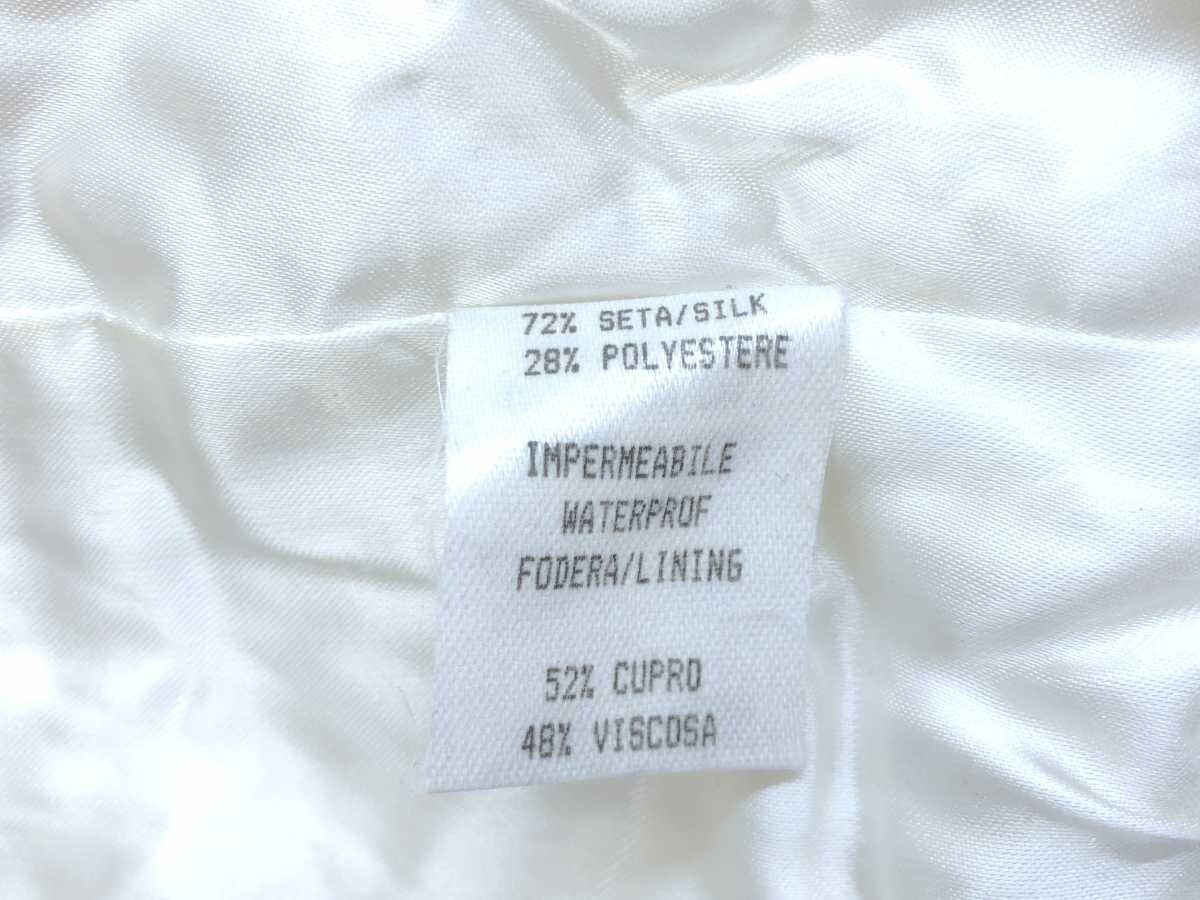 72% SETA/SILK
28% POLYESTERE
IMPERMEABILE
WATERPROF
FODERA/LINING
52% CUPRO
48% VISCOSA